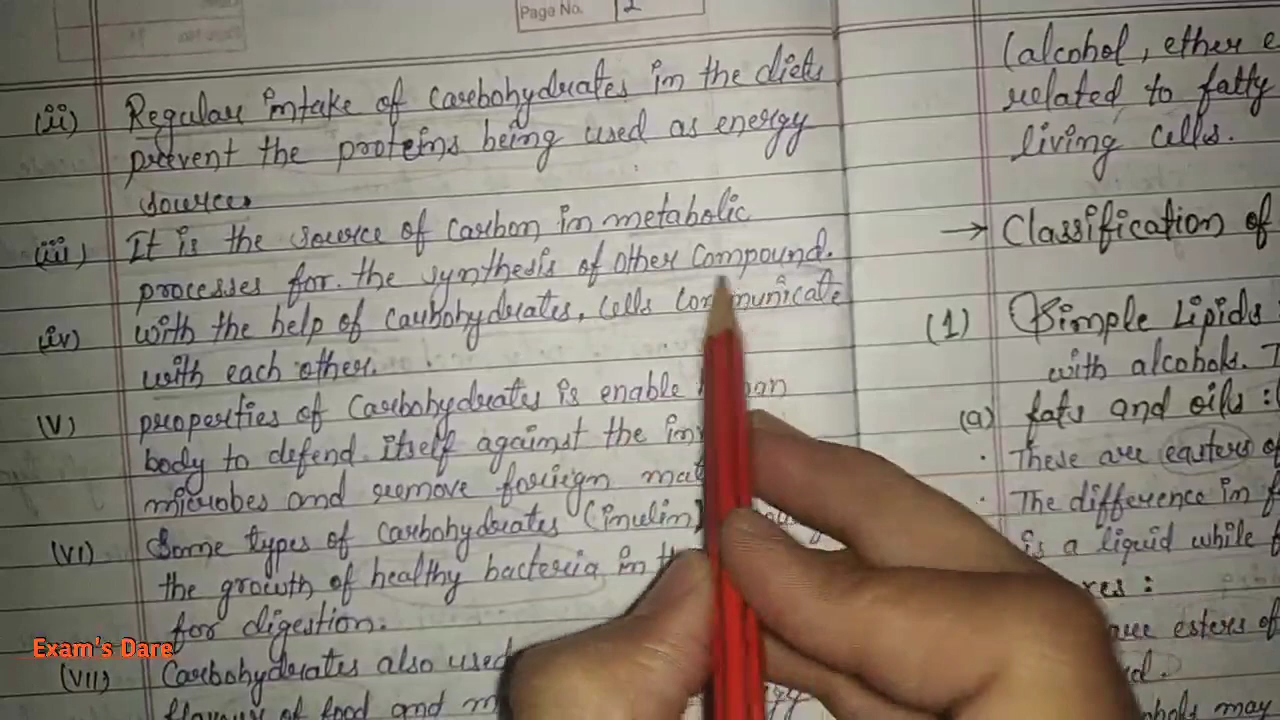 Page No. 2
(ii) Regular intake of carbohydrates in the diets
prevent the proteins being used as energy
source.
(iii) It is the source of carbon in metabolic
processes for the synthesis of other compound.
(iv) with the help of carbohydrates, cells communicate
with each other.
(v) properties of carbohydrates is enable
body to defend itself against the
microbes and remove foriegn
(vi) Some types of carbohydrates (inulin)
the growth of healthy bacteria in
for digestion.
(vii) Carbohydrates also used
of food and
(alcohol, ether
related to fatty
living cells.
→ Classification of
(1) Simple Lipids
with alcohols.
(a) fats and oils :
· These are easters of
· The difference in
is a liquid while
esters of
may
Exam's Dare